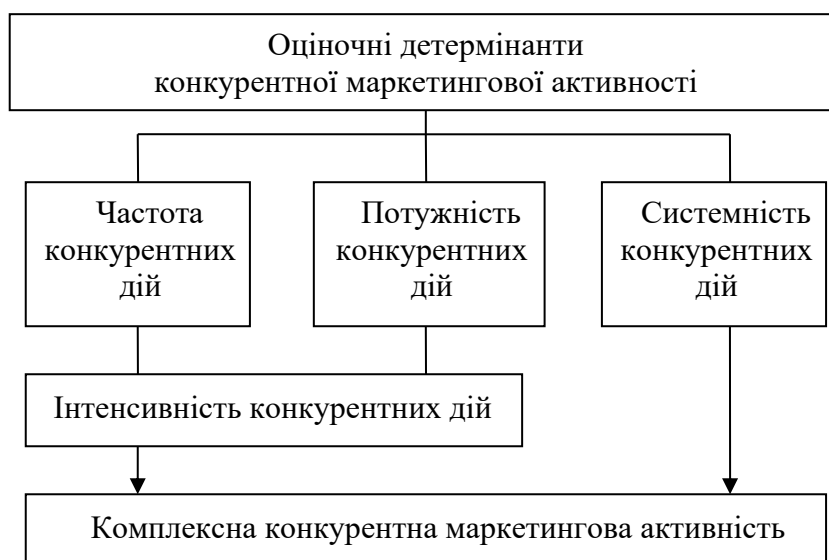 Оціночні детермінанти
конкурентної маркетингової активності
Частота
конкурентних
дій
Потужність
конкурентних
дій
Системність
конкурентних
дій
Інтенсивність конкурентних дій
Комплексна конкурентна маркетингова активність